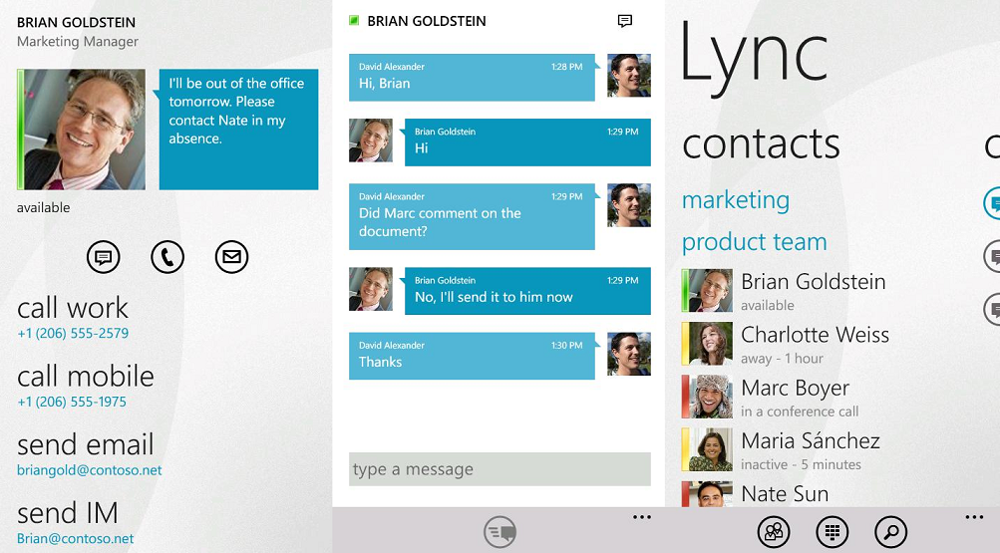 BRIAN GOLDSTEIN
Marketing Manager
I'll be out of the office
tomorrow. Please
contact Nate in my
absence.
available
call work
+1 (206) 555-2579
call mobile
+1 (206) 555-1975
send email
briangold@contoso.net
send IM
Brian@contoso.net
BRIAN GOLDSTEIN
David Alexander 1:28 PM
Hi, Brian
Brian Goldstein 1:29 PM
Hi
David Alexander 1:29 PM
Did Marc comment on the
document?
Brian Goldstein 1:29 PM
No, I'll send it to him now
David Alexander 1:30 PM
Thanks
type a message
Lync
contacts
marketing
product team
Brian Goldstein
available
Charlotte Weiss
away - 1 hour
Marc Boyer
in a conference call
Maria Sánchez
inactive - 5 minutes
Nate Sun